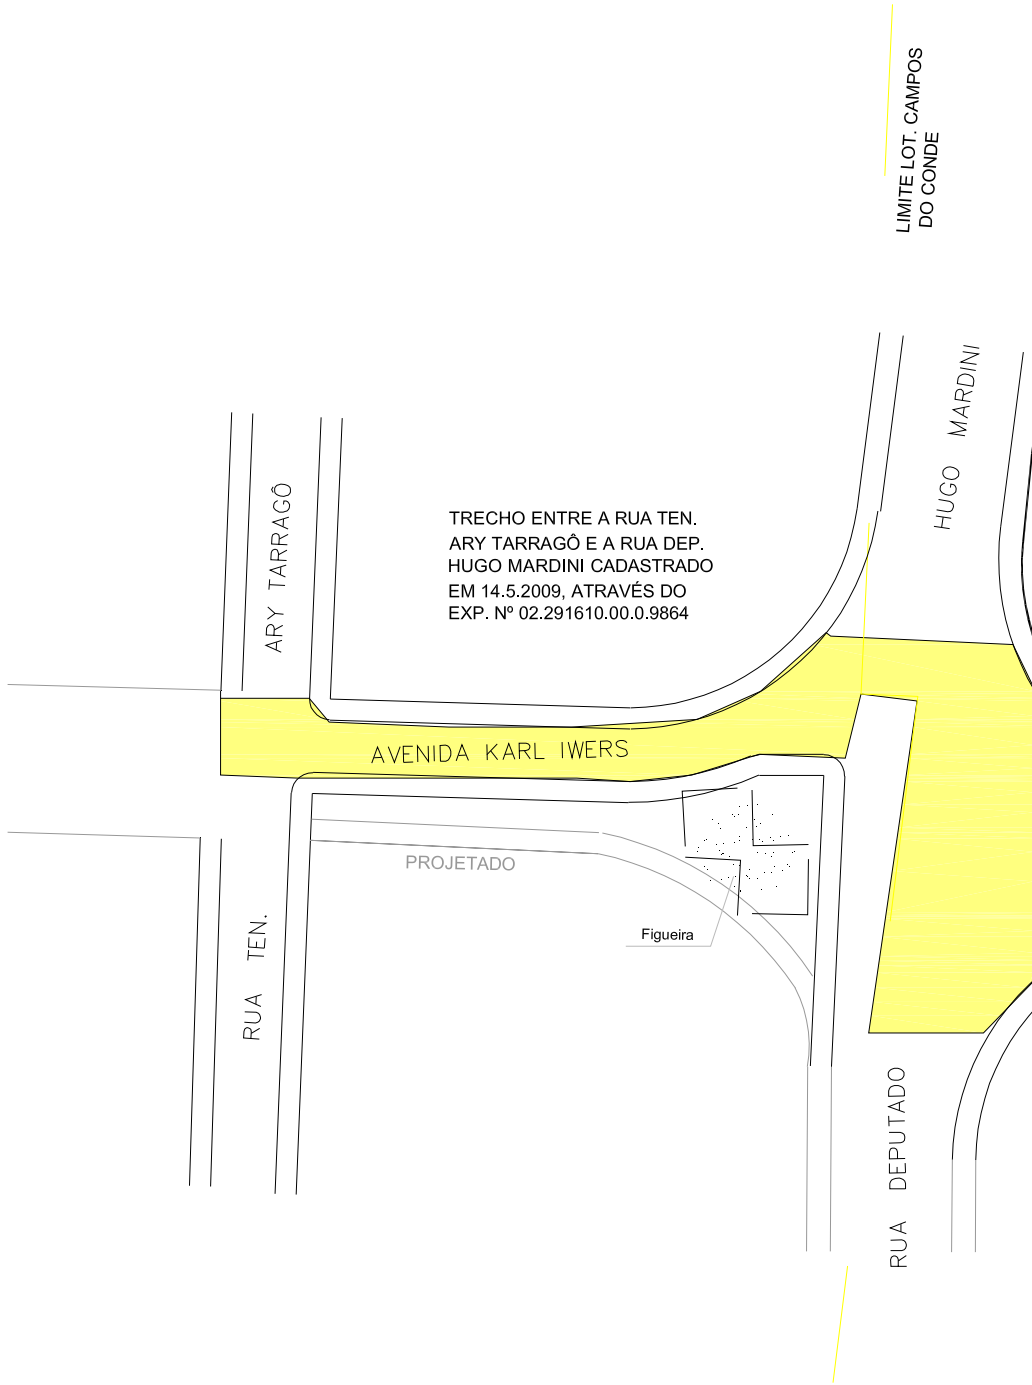 LIMITE LOT. CAMPOS
DO CONDE
HUGO MARDINI
ARY TARRAGÔ
TRECHO ENTRE A RUA TEN.
ARY TARRAGÔ E A RUA DEP.
HUGO MARDINI CADASTRADO
EM 14.5.2009, ATRAVÉS DO
EXP. Nº 02.291610.00.0.9864
AVENIDA KARL IWERS
PROJETADO
Figueira
RUA TEN.
RUA DEPUTADO